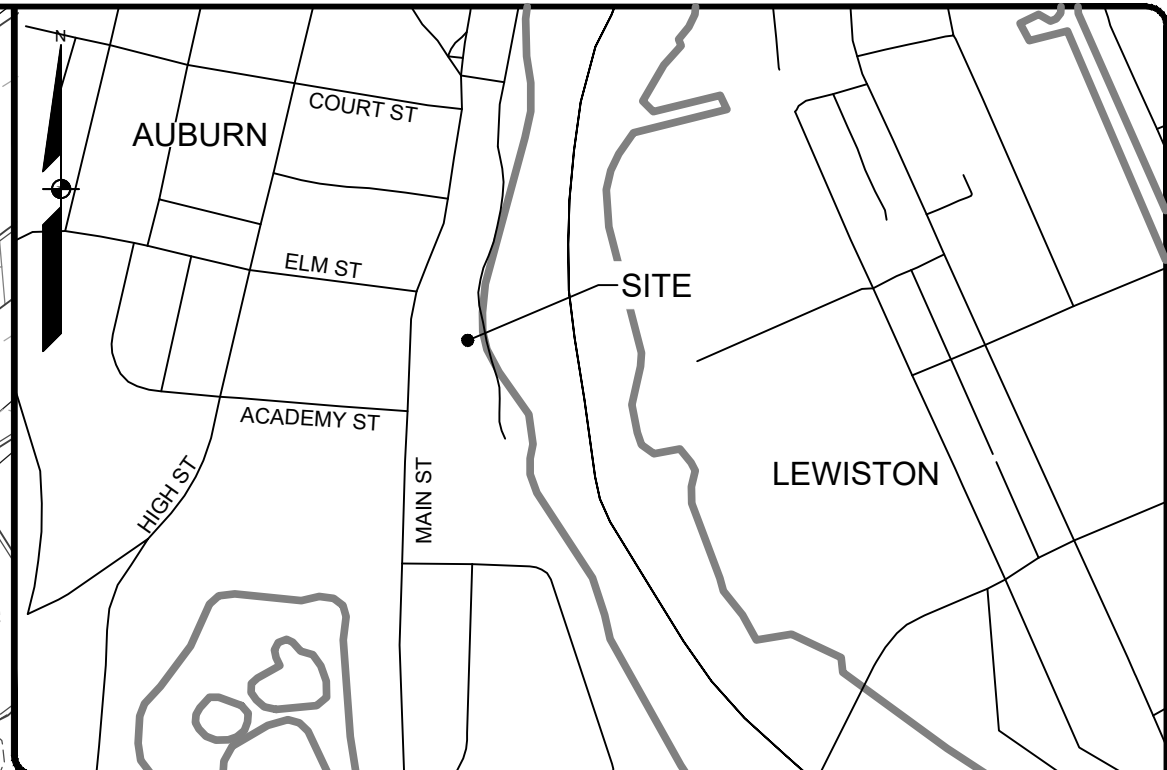 N
COURT ST
AUBURN
ELM ST
SITE
ACADEMY ST
HIGH ST
MAIN ST
LEWISTON